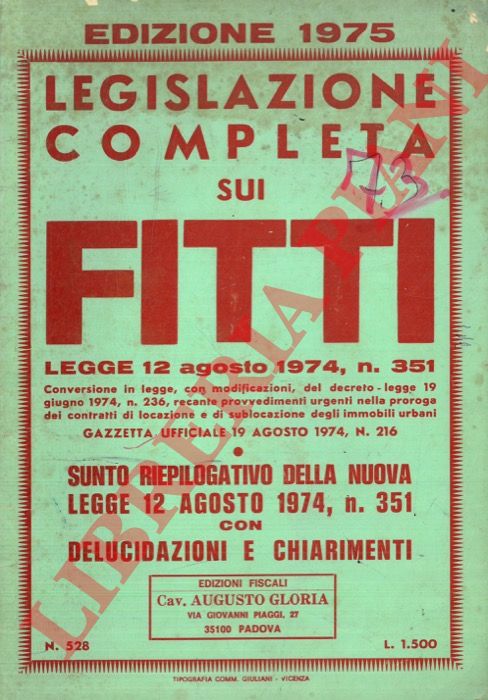 EDIZIONE 1975
LEGISLAZIONE
COMPLETA
SUI
73
FITTI
LEGGE 12 agosto 1974, n. 351
Conversione in legge, con modificazioni, del decreto-legge 19
giugno 1974, n. 236, recante provvedimenti urgenti nella proroga
dei contratti di locazione e di sublocazione degli immobili urbani
GAZZETTA UFFICIALE 19 AGOSTO 1974, N. 216
•
SUNTO RIEPILOGATIVO DELLA NUOVA
LEGGE 12 AGOSTO 1974, n. 351
CON
DELUCIDAZIONI E CHIARIMENTI
EDIZIONI FISCALI
Cav. AUGUSTO GLORIA
VIA GIOVANNI PIAGGI, 27
35100 PADOVA
N. 528
L. 1.500
TIPOGRAFIA COMM. GIULIANI - VICENZA
LIBRERIA PIANI